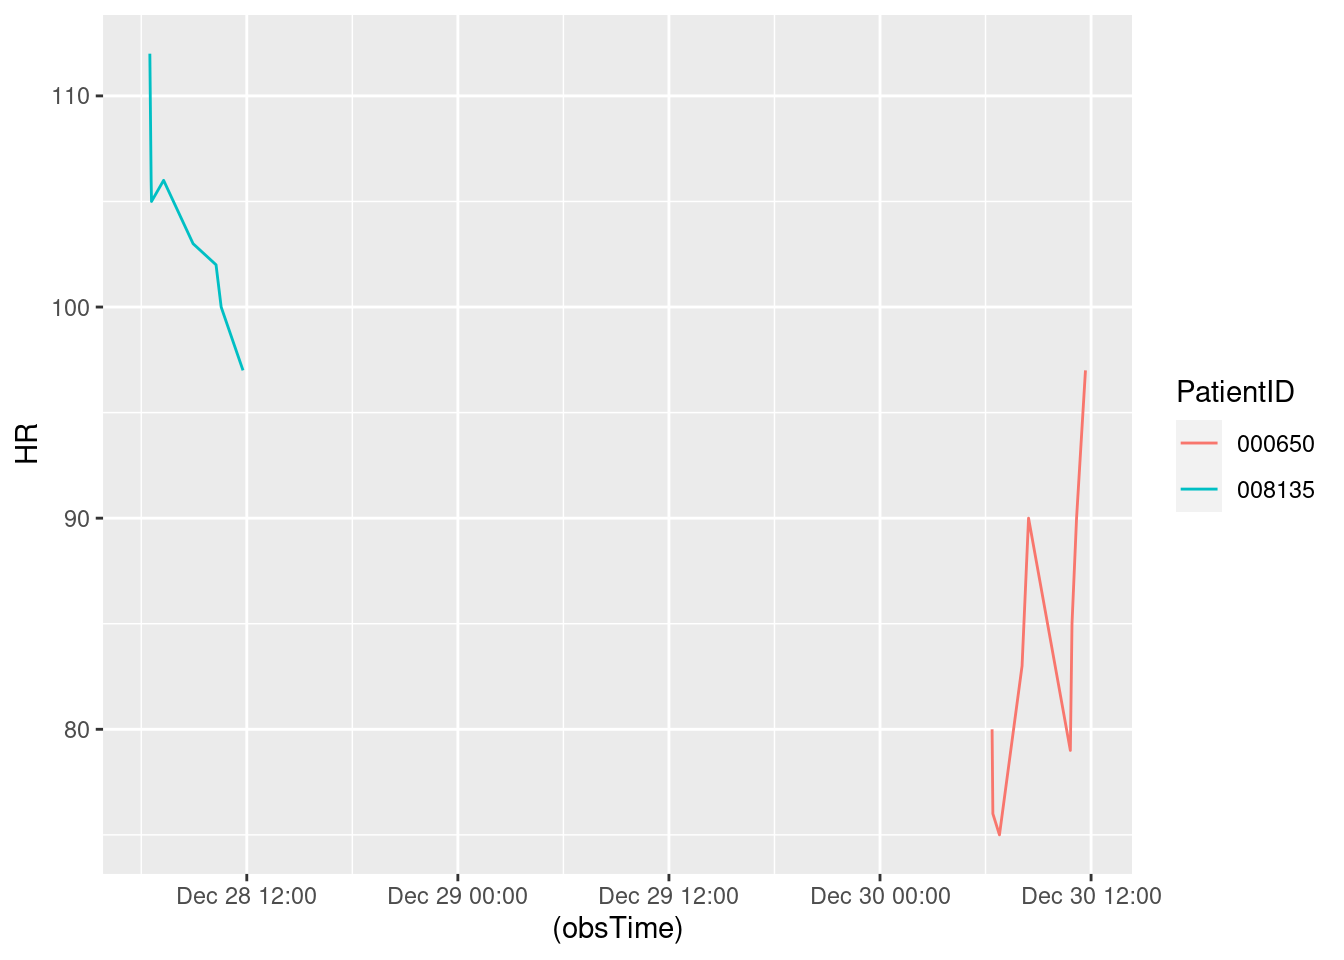 110
100
90
80
HR
Dec 28 12:00
Dec 29 00:00
Dec 29 12:00
Dec 30 00:00
Dec 30 12:00
(obsTime)
PatientID
000650
008135